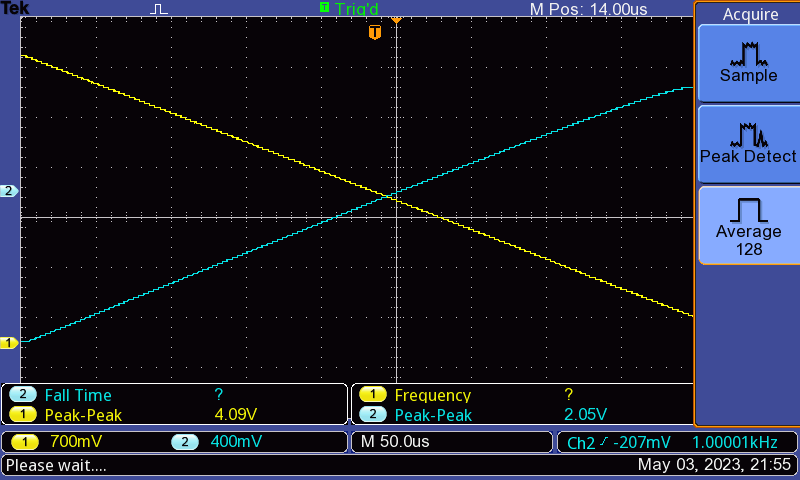 Tek T Trig'd M Pos: 14.00us
Acquire
T
Sample
Peak Detect
2
Average
128
1
2 Fall Time ? 1 Frequency ?
1 Peak-Peak 4.09V 2 Peak-Peak 2.05V
1 700mV 2 400mV M 50.0us Ch2 -207mV 1.00001kHz
Please wait.... May 03, 2023, 21:55